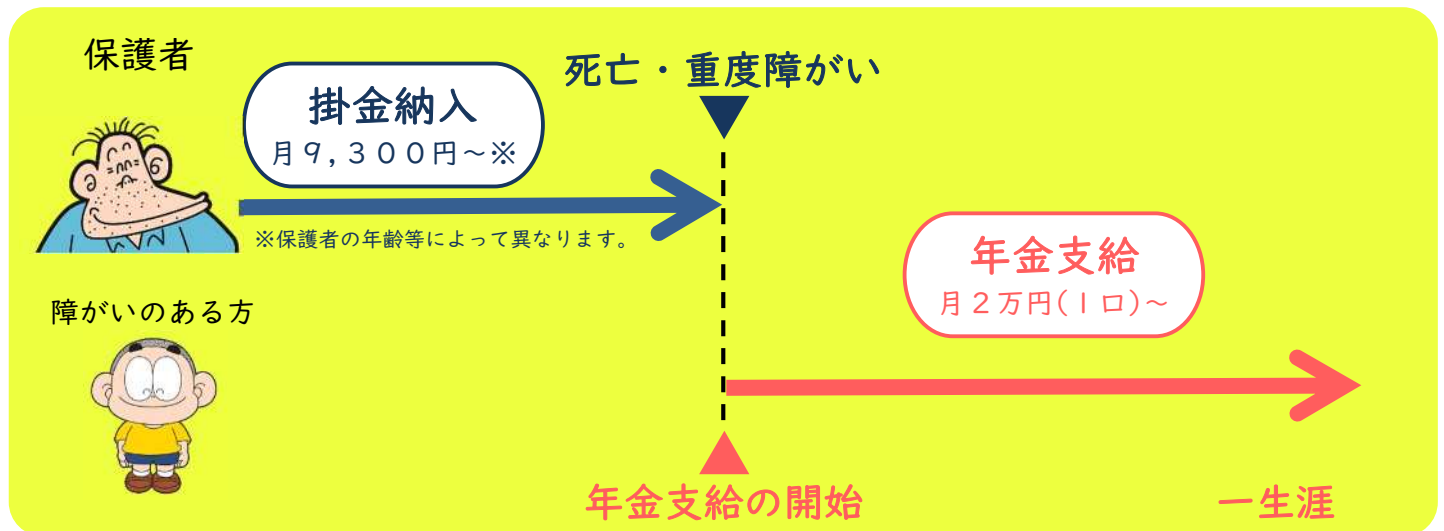 保護者
掛金納入
月９,３００円～※
※保護者の年齢等によって異なります。
死亡・重度障がい
年金支給
月２万円(１口)～
障がいのある方
年金支給の開始
一生涯